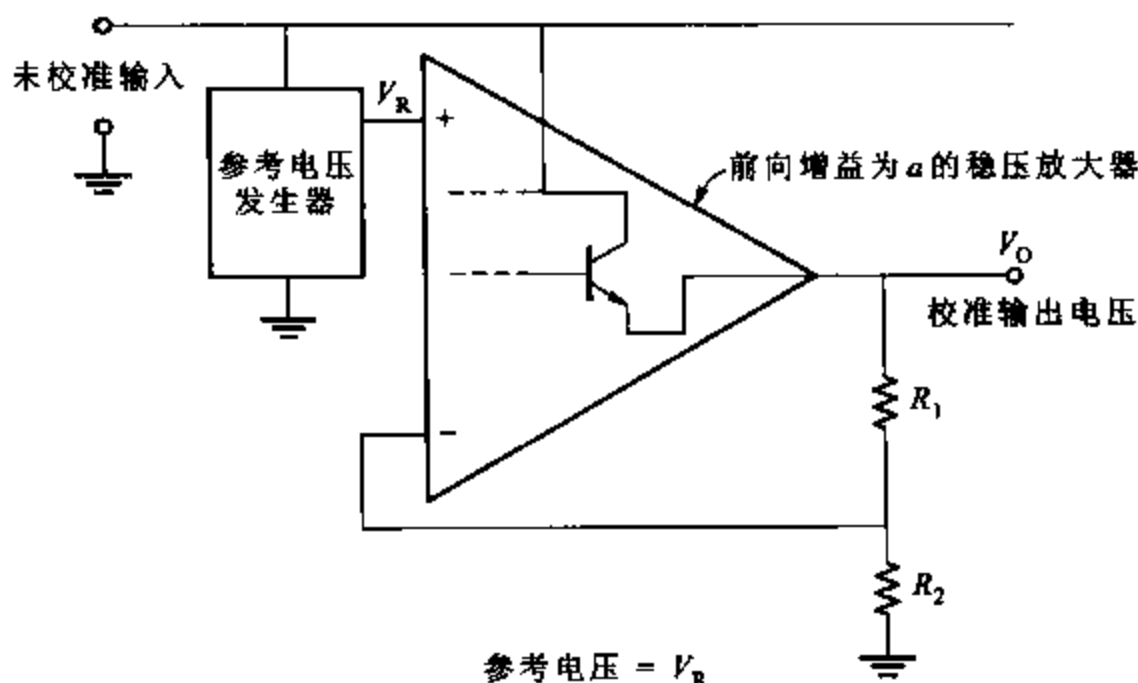 未校准输入
参考电压
发生器
V_R
+
−
前向增益为a的稳压放大器
V_O
校准输出电压
R_1
R_2
参考电压 = V_R